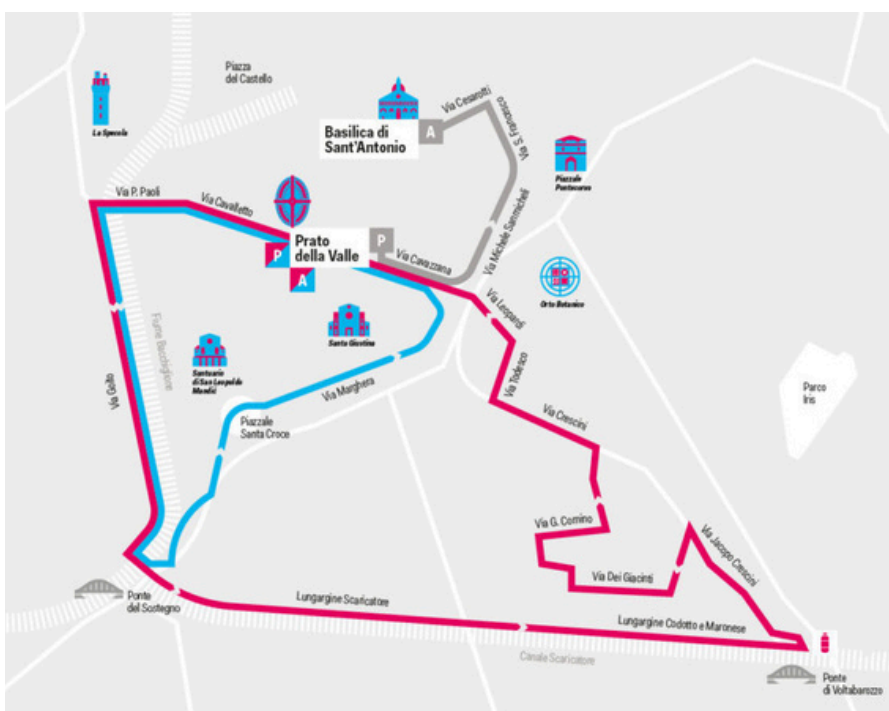 Piazza
del Castello
La Specola
Via Cesarotti
A
Basilica di
Sant'Antonio
Via S. Francesco
Piazzale
Pontecorvo
Via P. Paoli
Via Cavalletto
Prato
della Valle
P
P
A
Via Cavazzana
Via Michele Sanmicheli
Orto Botanico
Via Leopardi
Fiume Bacchiglione
Santa Giustina
Santuario
di San Leopoldo
Mandic
Via Goito
Via Marghera
Via Todesco
Parco
Iris
Piazzale
Santa Croce
Via Crescini
Via G. Comino
Via Jacopo Crescini
Via Dei Giacinti
Ponte
del Sostegno
Lungargine Scaricatore
Lungargine Codotto e Maronese
Canale Scaricatore
Ponte
di Voltabarozzo